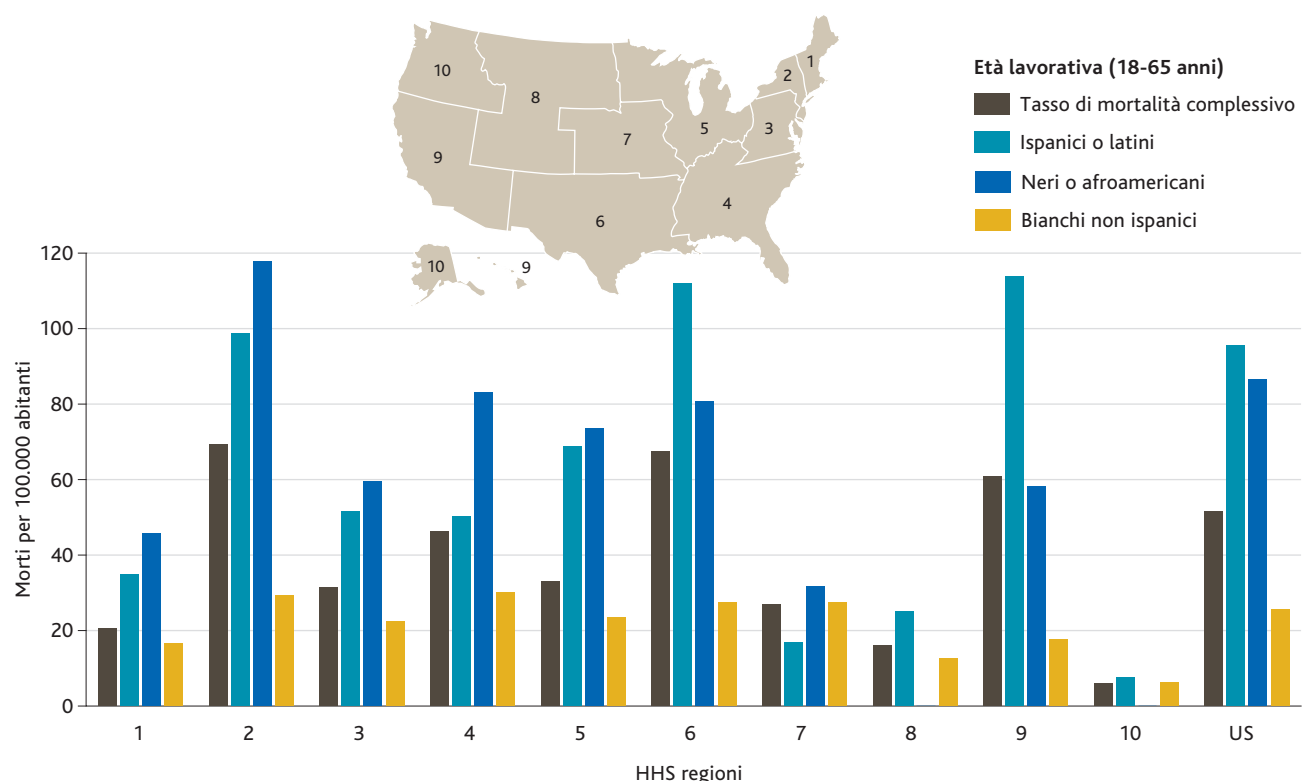 1
2
10
8
3
5
7
9
4
6
10
9
Età lavorativa (18-65 anni)
Tasso di mortalità complessivo
Ispanici o latini
Neri o afroamericani
Bianchi non ispanici
Morti per 100.000 abitanti
120
100
80
60
40
20
0
1 2 3 4 5 6 7 8 9 10 US
HHS regioni